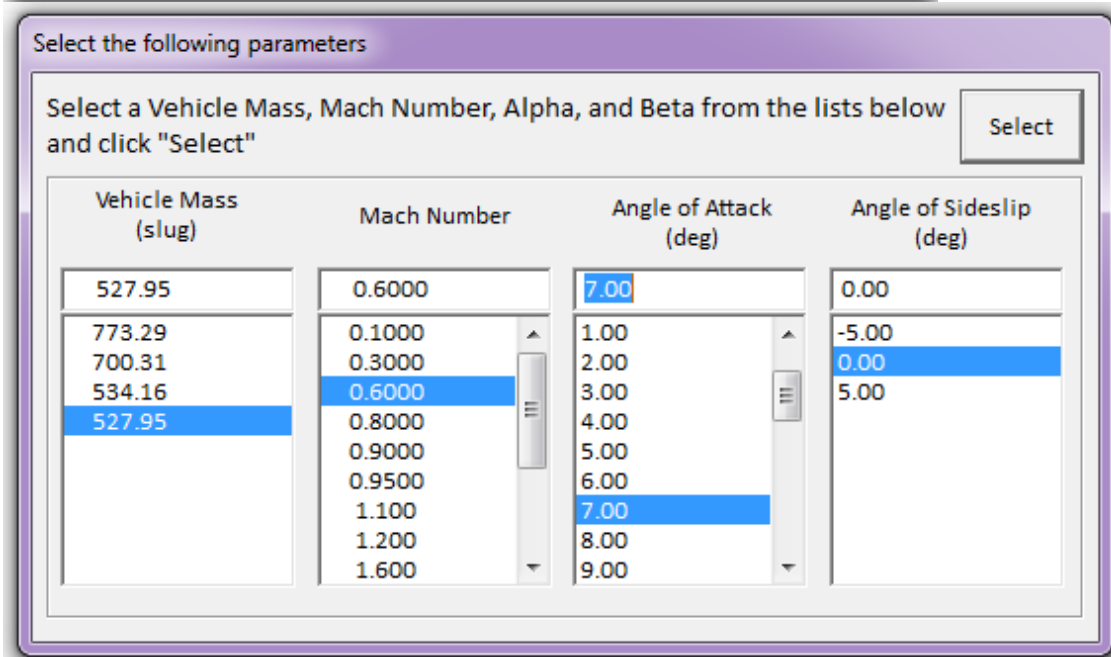 Select the following parameters
Select a Vehicle Mass, Mach Number, Alpha, and Beta from the lists below
and click "Select"
Select
Vehicle Mass
(slug)
Mach Number
Angle of Attack
(deg)
Angle of Sideslip
(deg)
527.95
0.6000
7.00
0.00
773.29
700.31
534.16
527.95
0.1000
0.3000
0.6000
0.8000
0.9000
0.9500
1.100
1.200
1.600
1.00
2.00
3.00
4.00
5.00
6.00
7.00
8.00
9.00
-5.00
0.00
5.00